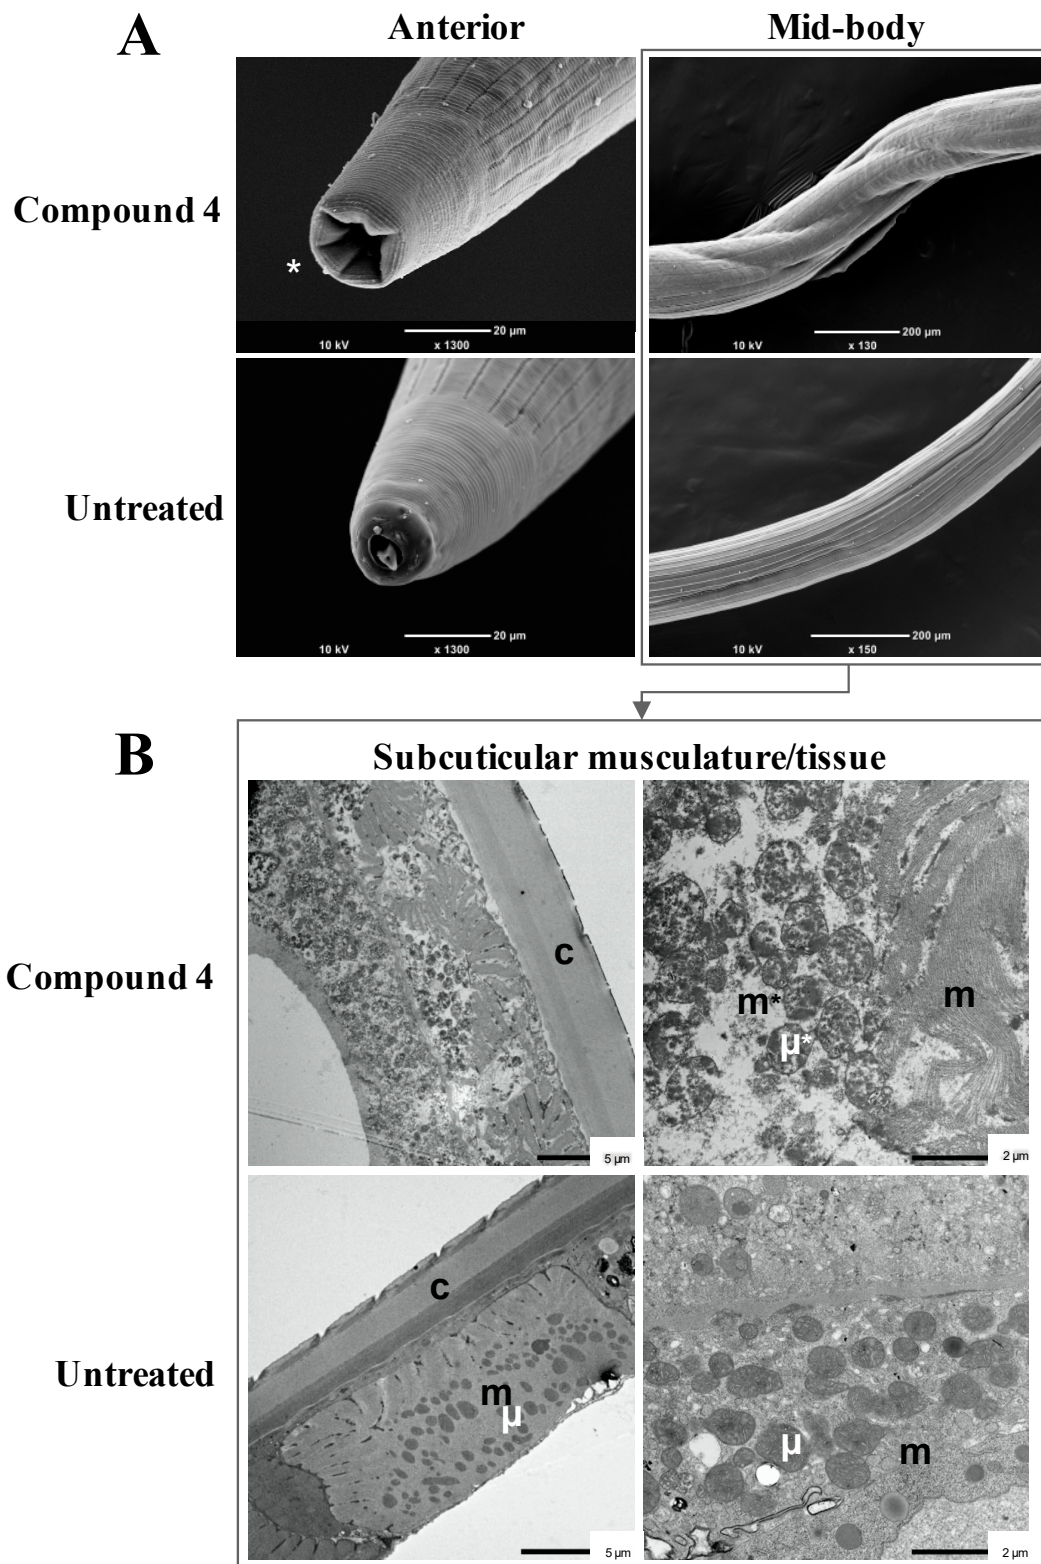 A
Anterior
Mid-body
Compound 4
*
20 µm
10 kV
x 1300
200 µm
10 kV
x 130
Untreated
20 µm
10 kV
x 1300
200 µm
10 kV
x 150
B
Subcuticular musculature/tissue
Compound 4
c
5 µm
m*
µ*
m
2 µm
Untreated
c
m
µ
5 µm
µ
m
2 µm